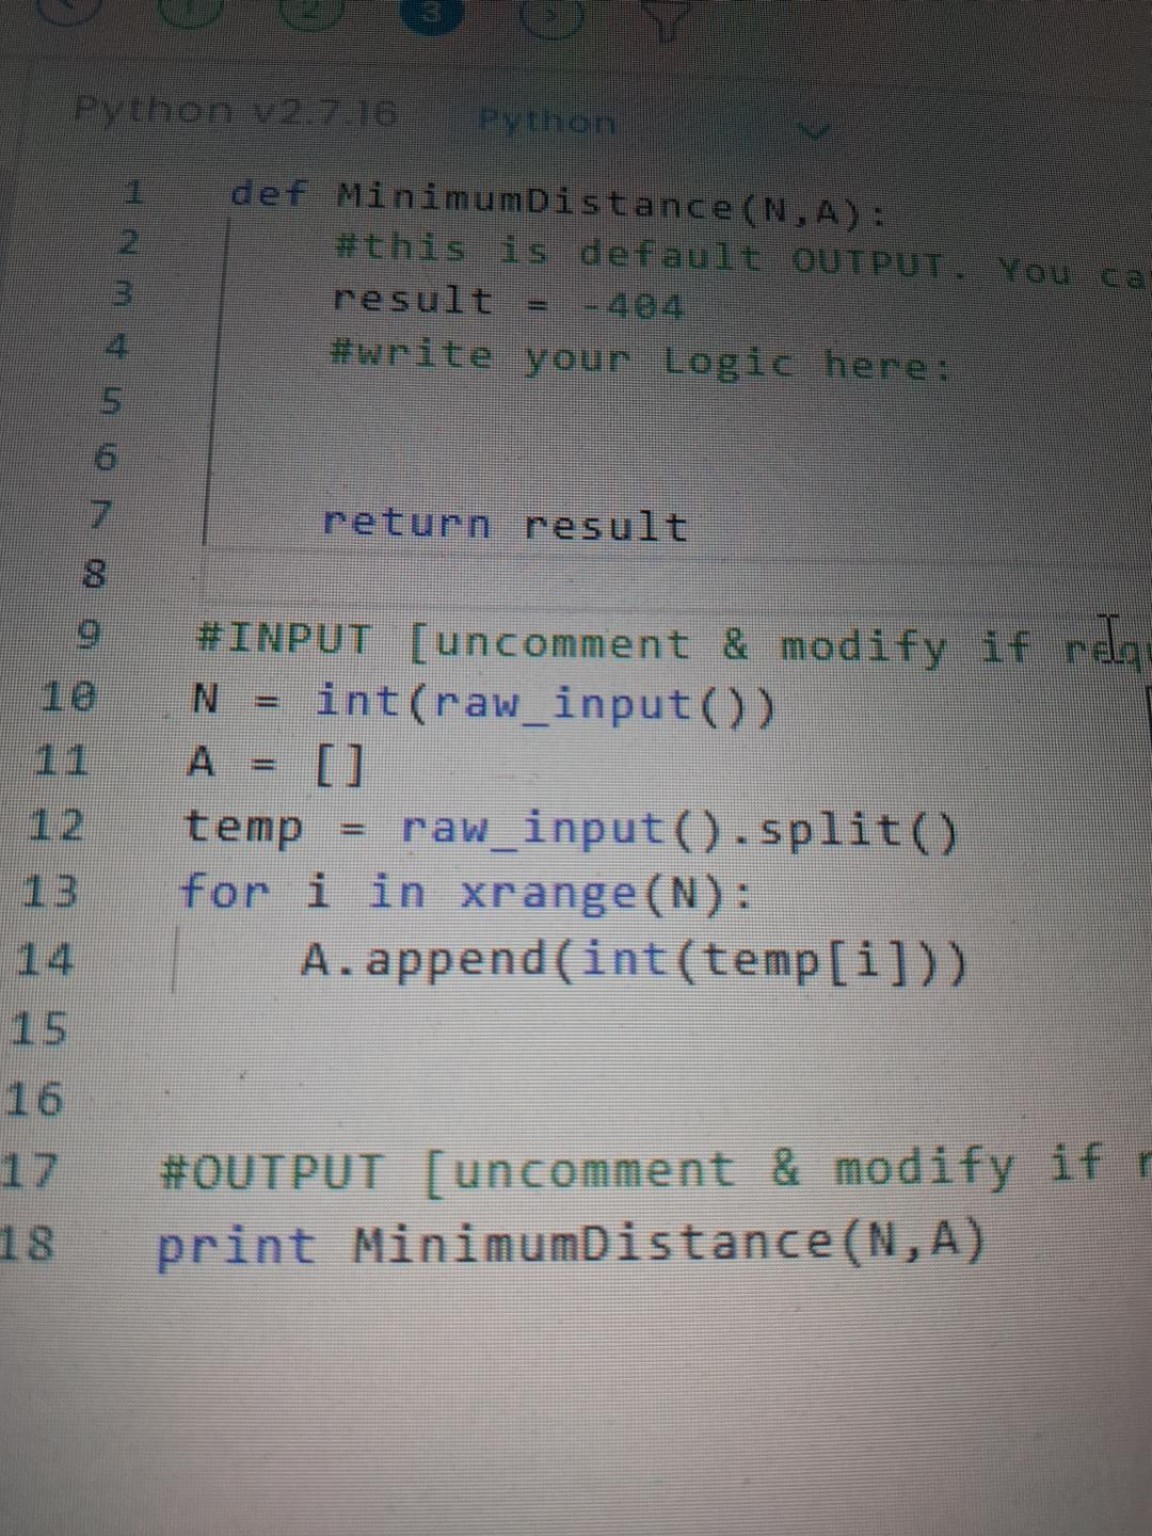 1 2 3
Python v2.7.16 Python
1 def MinimumDistance(N,A):
2 #this is default OUTPUT. You
3 result = -404
4 #write your Logic here:
5
6
7 return result
8
9 #INPUT [uncomment & modify if
10 N = int(raw_input())
11 A = []
12 temp = raw_input().split()
13 for i in xrange(N):
14 A.append(int(temp[i]))
15
16
17 #OUTPUT [uncomment & modify if
18 print MinimumDistance(N,A)